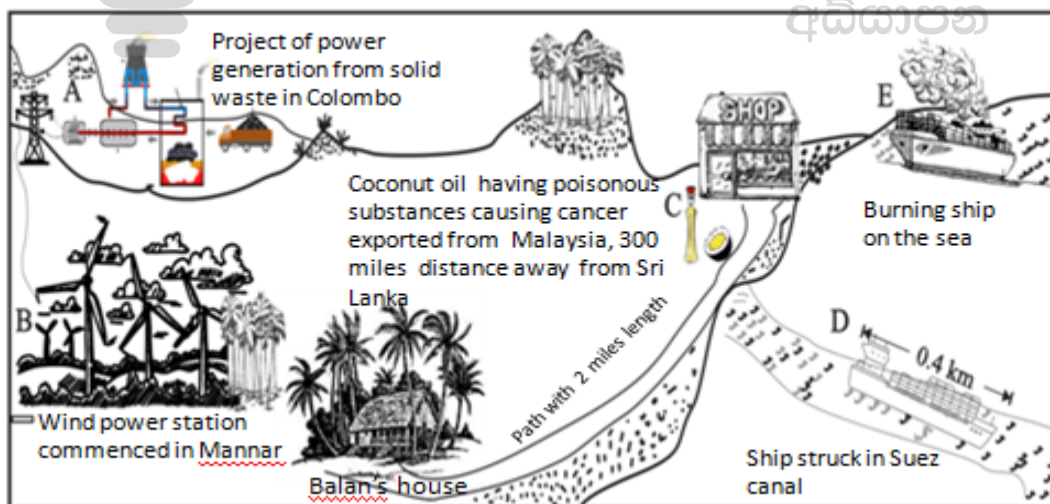 අධ්‍යාපන
Project of power
generation from solid
waste in Colombo
A
SHOP
E
Coconut oil having poisonous
substances causing cancer
exported from Malaysia, 300
miles distance away from Sri
Lanka
C
Burning ship
on the sea
B
D
0.4 km
Path with 2 miles length
Wind power station
commenced in Mannar
Balan's house
Ship struck in Suez
canal